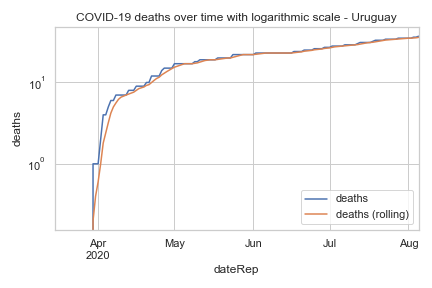 COVID-19 deaths over time with logarithmic scale - Uruguay
deaths
10¹
10⁰
Apr
2020
May
Jun
Jul
Aug
dateRep
deaths
deaths (rolling)